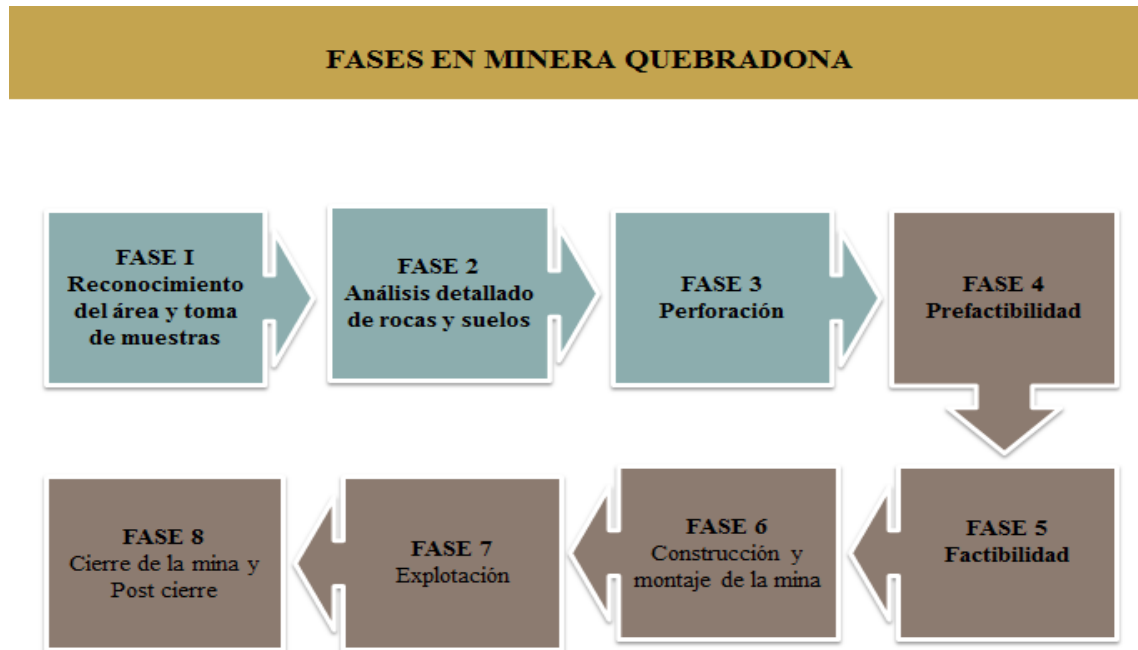 FASES EN MINERA QUEBRADONA
FASE I
Reconocimiento
del área y toma
de muestras
FASE 2
Análisis detallado
de rocas y suelos
FASE 3
Perforación
FASE 4
Prefactibilidad
FASE 5
Factibilidad
FASE 6
Construcción y
montaje de la mina
FASE 7
Explotación
FASE 8
Cierre de la mina y
Post cierre